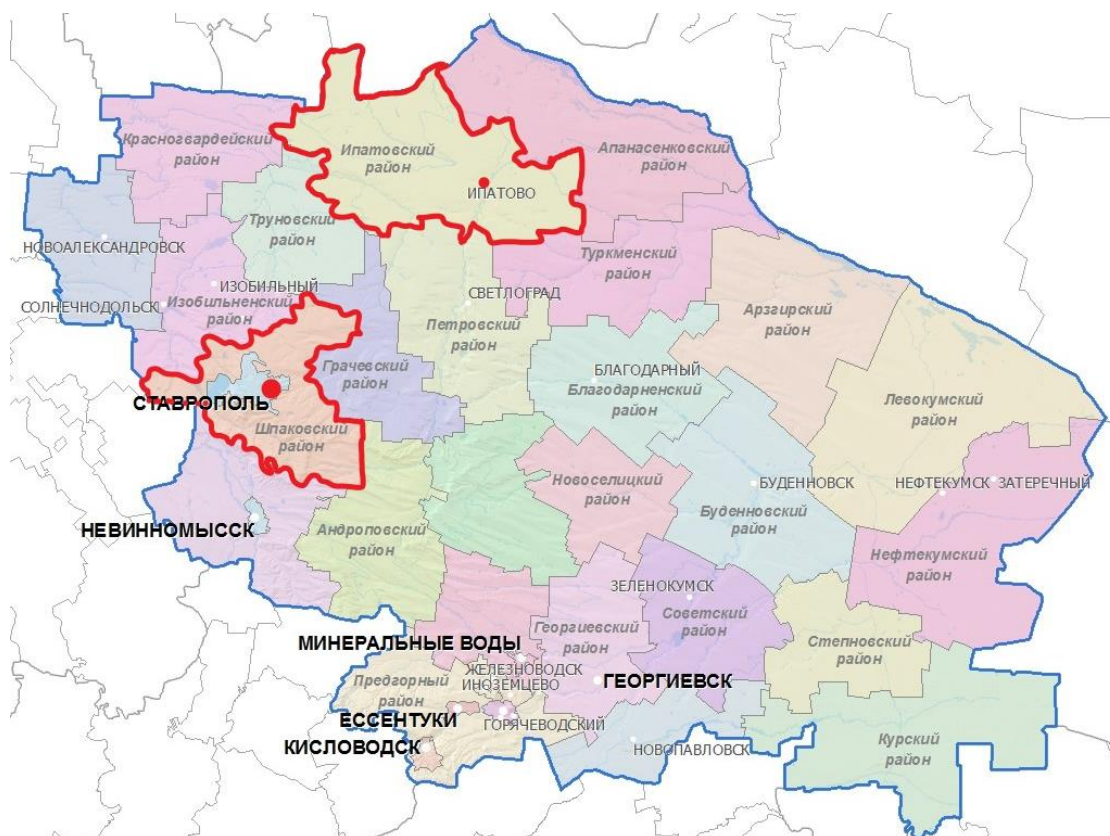 Красногвардейский
район
Ипатовский
район
Апанасенковский
район
ИПАТОВО
Труновский
район
НОВОАЛЕКСАНДРОВСК
Туркменский
район
ИЗОБИЛЬНЫЙ
СОЛНЕЧНОДОЛЬСК
Изобильненский
район
СВЕТЛОГРАД
Петровский
район
Арзгирский
район
Грачевский
район
БЛАГОДАРНЫЙ
Благодарненский
район
СТАВРОПОЛЬ
Шпаковский
район
Левокумский
район
Новоселицкий
район
БУДЕННОВСК
НЕФТЕКУМСК
ЗАТЕРЕЧНЫЙ
Буденновский
район
НЕВИННОМЫССК
Андроповский
район
Нефтекумский
район
ЗЕЛЕНОКУМСК
Советский
район
Георгиевский
район
Степновский
район
МИНЕРАЛЬНЫЕ ВОДЫ
ЖЕЛЕЗНОВОДСК
ИНОЗЕМЦЕВО
Предгорный
район
ГЕОРГИЕВСК
ЕССЕНТУКИ
ГОРЯЧЕВОДСКИЙ
КИСЛОВОДСК
НОВОПАВЛОВСК
Курский
район